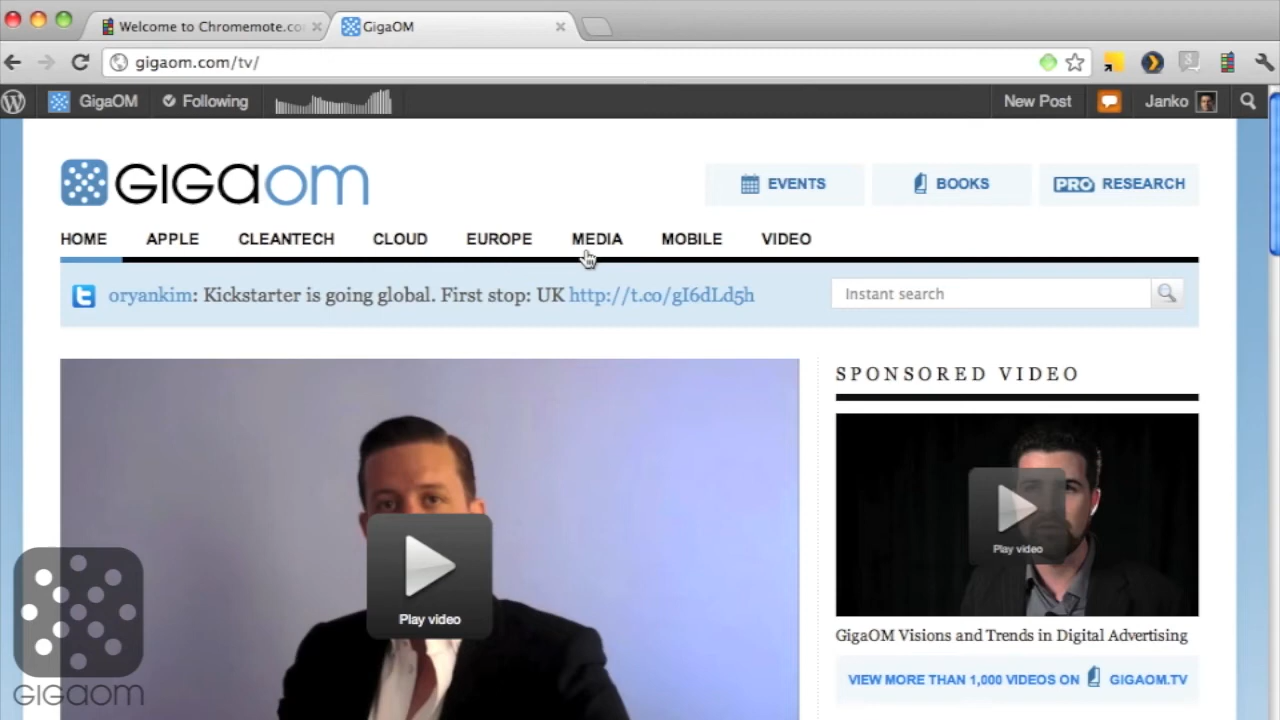 Welcome to Chromemote.co
GigaOM
gigaom.com/tv/
GigaOM
Following
New Post
Janko
GIGaom
EVENTS
BOOKS
PRO RESEARCH
HOME
APPLE
CLEANTECH
CLOUD
EUROPE
MEDIA
MOBILE
VIDEO
oryankim: Kickstarter is going global. First stop: UK http://t.co/gI6dLd5h
Instant search
SPONSORED VIDEO
Play video
Play video
GigaOM Visions and Trends in Digital Advertising
VIEW MORE THAN 1,000 VIDEOS ON GIGAOM.TV
GIGaom